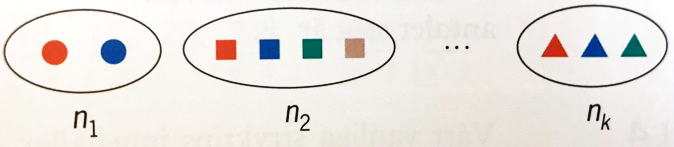 ...
n₁ n₂ nₖ